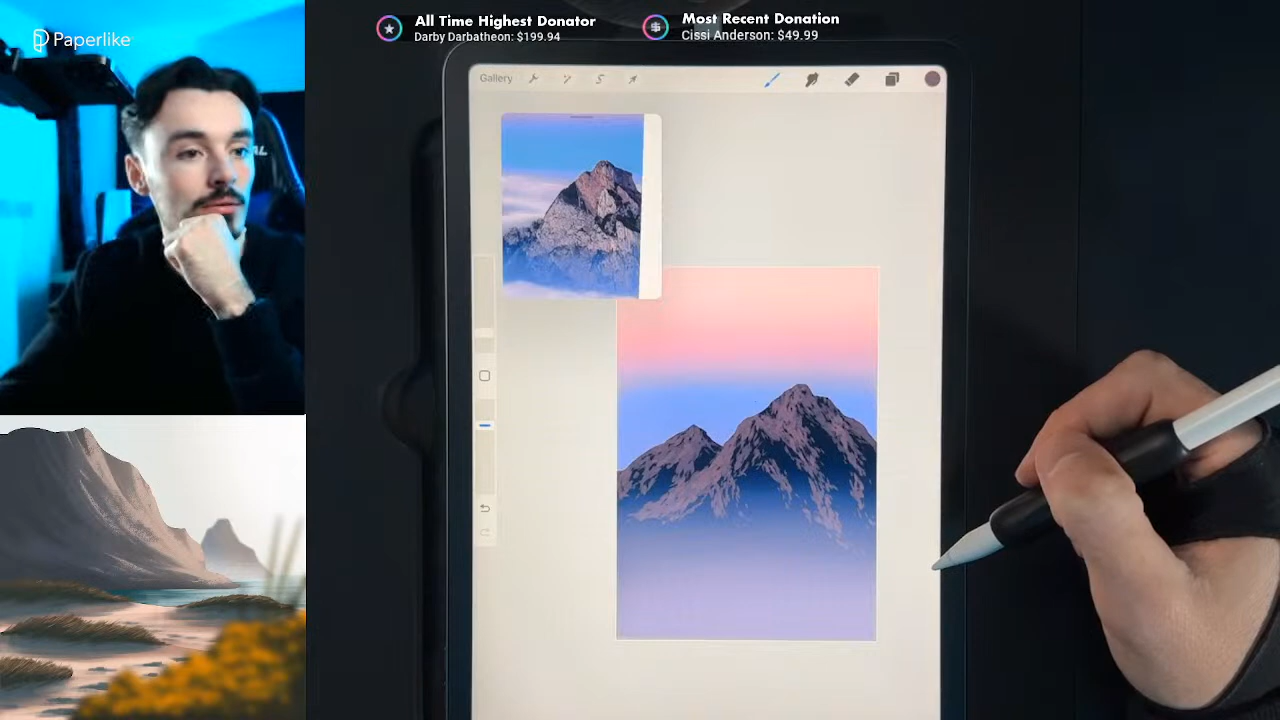 Paperlike
All Time Highest Donator
Darby Darbatheon: $199.94
Most Recent Donation
Cissi Anderson: $49.99
Gallery